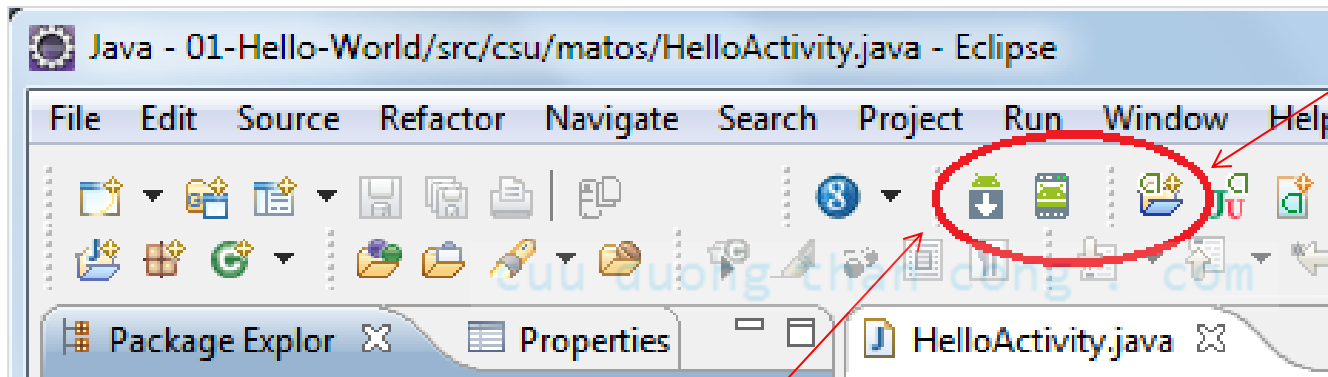 Java - 01-Hello-World/src/csu/matos/HelloActivity.java - Eclipse
File Edit Source Refactor Navigate Search Project Run Window Help
cuu duong than cong . com
Package Explor Properties HelloActivity.java